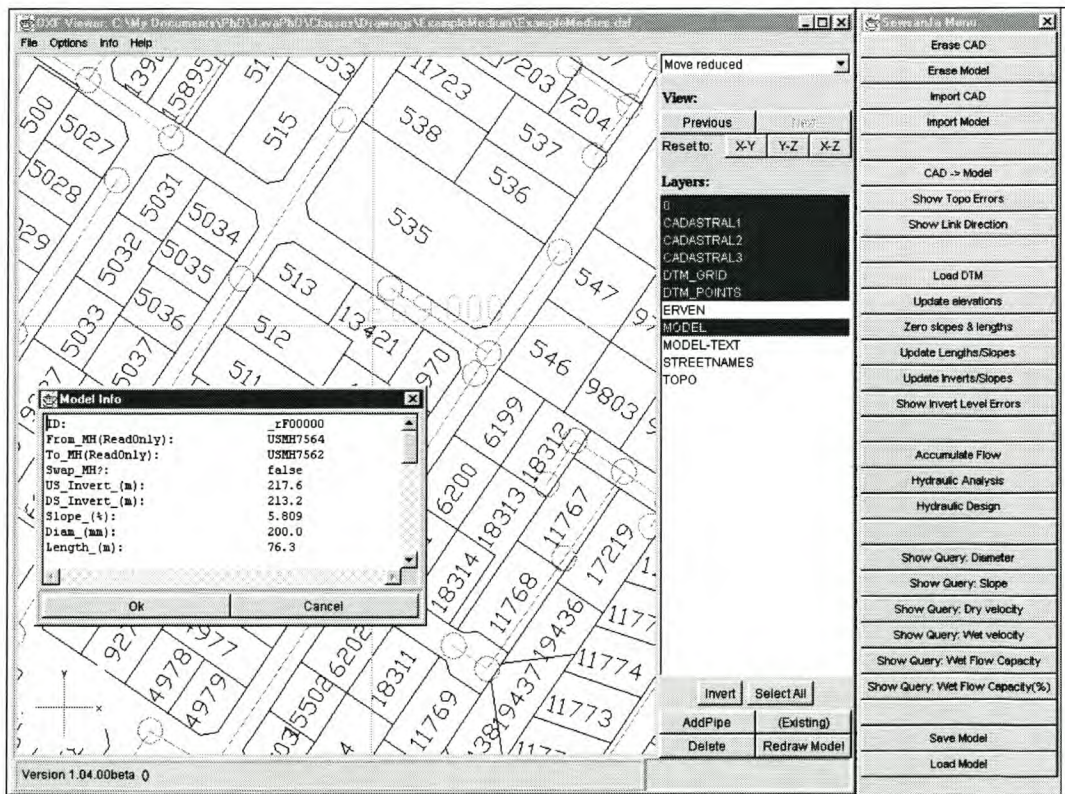 DXF Viewer: C:\My Documents\PhD\JavaPhD\Classes\Drawings\ExampleMedium\ExampleMedium.dxf
File Options Info Help
Move reduced
View:
Previous Next
Reset to: X-Y Y-Z X-Z
Layers:
0
CADASTRAL1
CADASTRAL2
CADASTRAL3
DTM_GRID
DTM_POINTS
ERVEN
MODEL
MODEL-TEXT
STREETNAMES
TOPO
Invert Select All
AddPipe (Existing)
Delete Redraw Model
Version 1.04.00beta ()
Menu
Erase CAD
Erase Model
Import CAD
Import Model
CAD -> Model
Show Topo Errors
Show Link Direction
Load DTM
Update elevations
Zero slopes & lengths
Update Lengths/Slopes
Update Inverts/Slopes
Show Invert Level Errors
Accumulate Flow
Hydraulic Analysis
Hydraulic Design
Show Query: Diameter
Show Query: Slope
Show Query: Dry velocity
Show Query: Wet velocity
Show Query: Wet Flow Capacity
Show Query: Wet Flow Capacity(%)
Save Model
Load Model
Model Info
ID: _rF00000
From_MH(ReadOnly): USMH7564
To_MH(ReadOnly): USMH7562
Swap_MH?: false
US_Invert_(m): 217.6
DS_Invert_(m): 213.2
Slope_(%): 5.809
Diam_(mm): 200.0
Length_(m): 76.3
Ok Cancel
15895
11723
7203
7204
500
5027
515
538
537
5028
5031
5034
536
5032
5035
535
513
547
5033
5036
512
13421
5037
511
970
546
9803
6199
18312
6200
18313
11767
17219
18314
11768
4977
4978
4979
6202
18311
19436
11774
5502
11769
19437
11773
Y
X